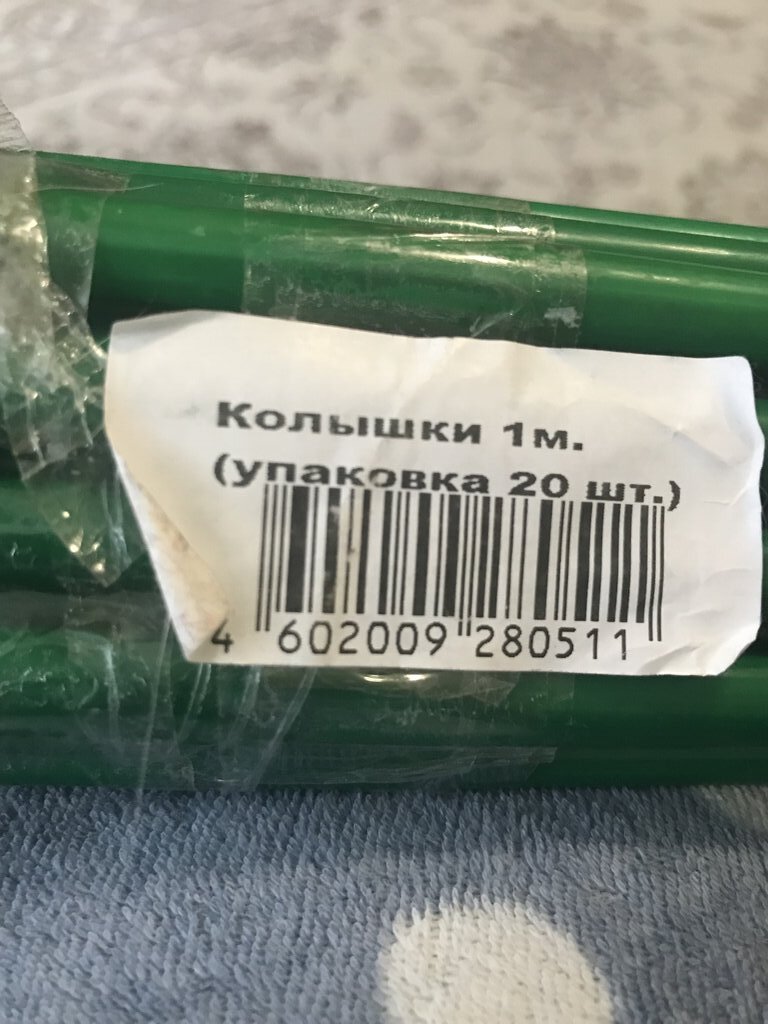 Колышки 1м.
(упаковка 20 шт.)
4 602009 280511